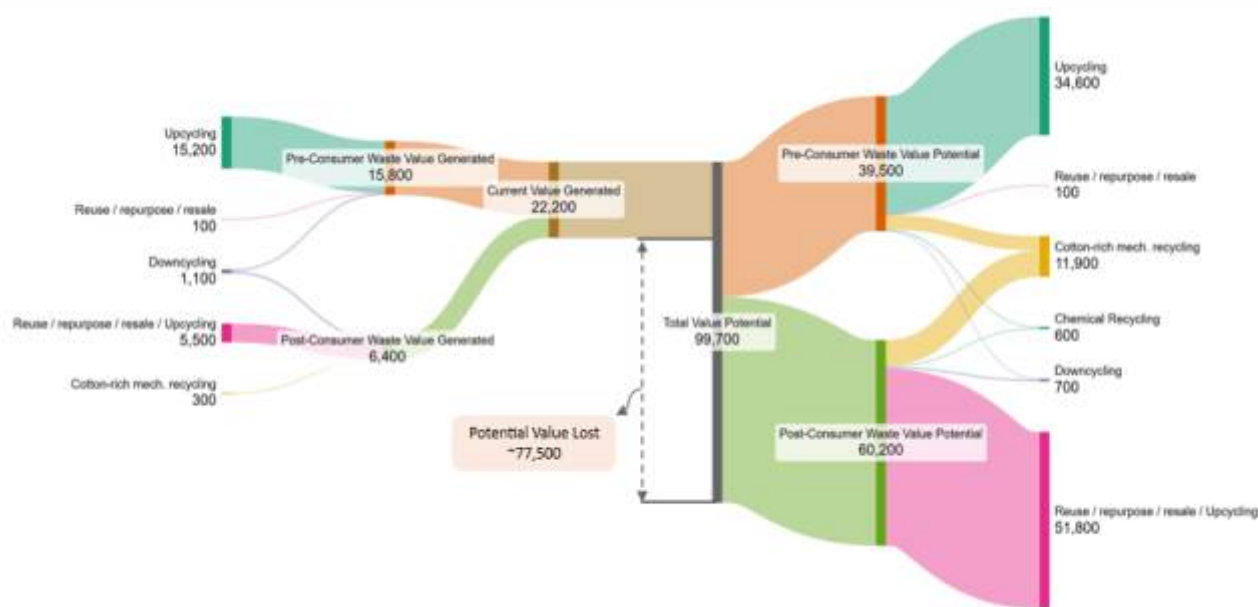 Upcycling
15,200
Reuse / repurpose / resale
100
Downcycling
1,100
Reuse / repurpose / resale / Upcycling
5,500
Cotton-rich mech. recycling
300
Pre-Consumer Waste Value Generated
15,800
Post-Consumer Waste Value Generated
6,400
Current Value Generated
22,200
Potential Value Lost
~77,500
Total Value Potential
99,700
Pre-Consumer Waste Value Potential
39,500
Post-Consumer Waste Value Potential
60,200
Upcycling
34,600
Reuse / repurpose / resale
100
Cotton-rich mech. recycling
11,900
Chemical Recycling
600
Downcycling
700
Reuse / repurpose / resale / Upcycling
51,800